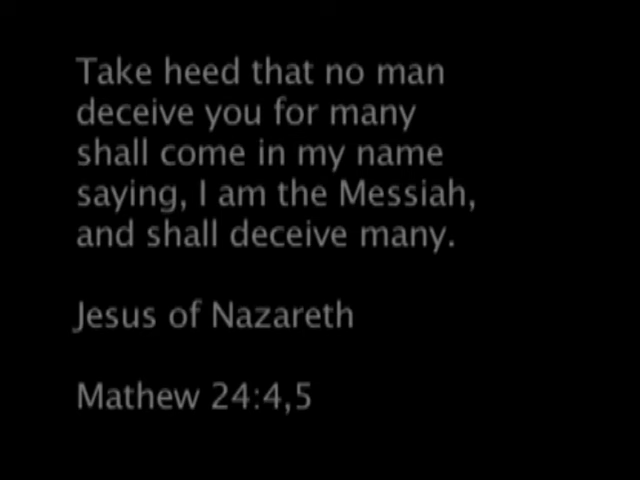 Take heed that no man
deceive you for many
shall come in my name
saying, I am the Messiah,
and shall deceive many.
Jesus of Nazareth
Mathew 24:4,5